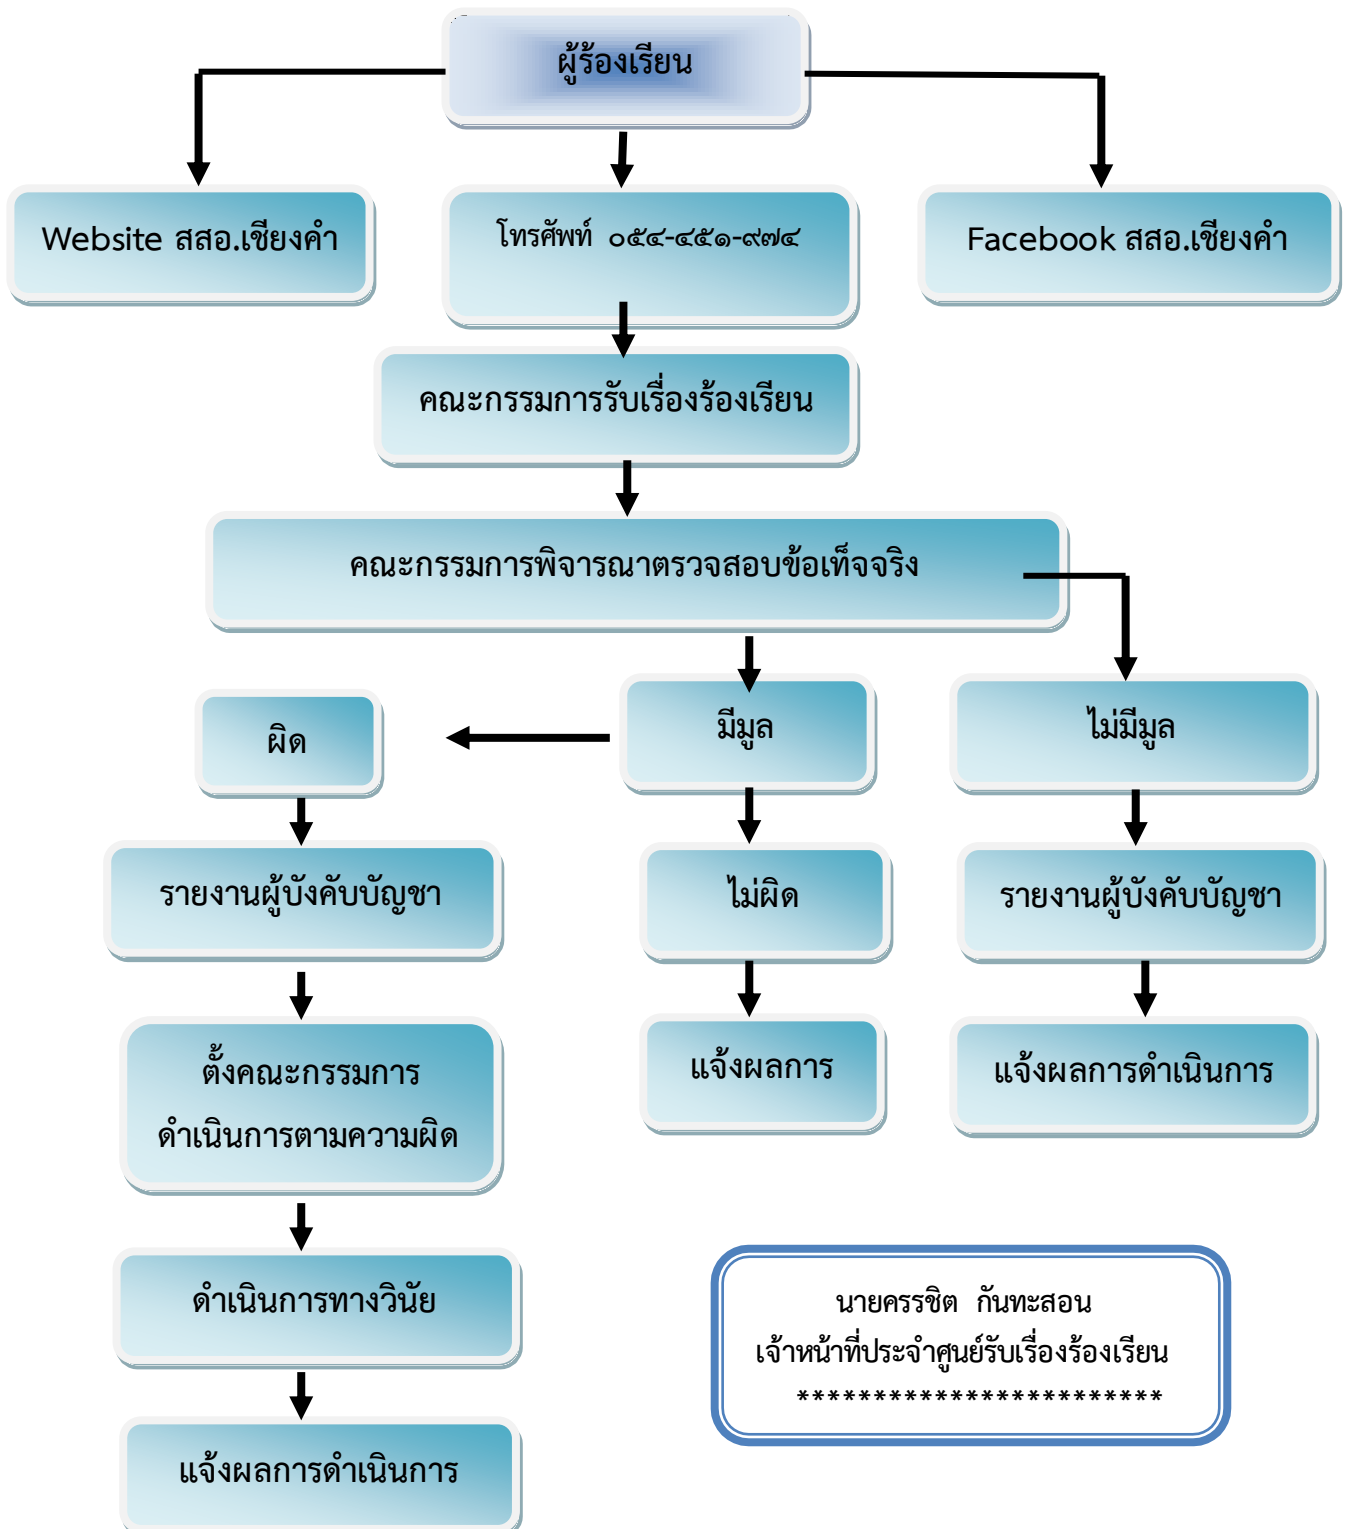 ผู้ร้องเรียน
Website สสอ.เชียงคำ
โทรศัพท์ ๐๕๔-๔๕๑-๙๗๔
Facebook สสอ.เชียงคำ
คณะกรรมการรับเรื่องร้องเรียน
คณะกรรมการพิจารณาตรวจสอบข้อเท็จจริง
ผิด
มีมูล
ไม่มีมูล
รายงานผู้บังคับบัญชา
ไม่ผิด
รายงานผู้บังคับบัญชา
ตั้งคณะกรรมการ
ดำเนินการตามความผิด
แจ้งผลการ
แจ้งผลการดำเนินการ
ดำเนินการทางวินัย
แจ้งผลการดำเนินการ
นายครรชิต กันทะสอน
เจ้าหน้าที่ประจำศูนย์รับเรื่องร้องเรียน
************************